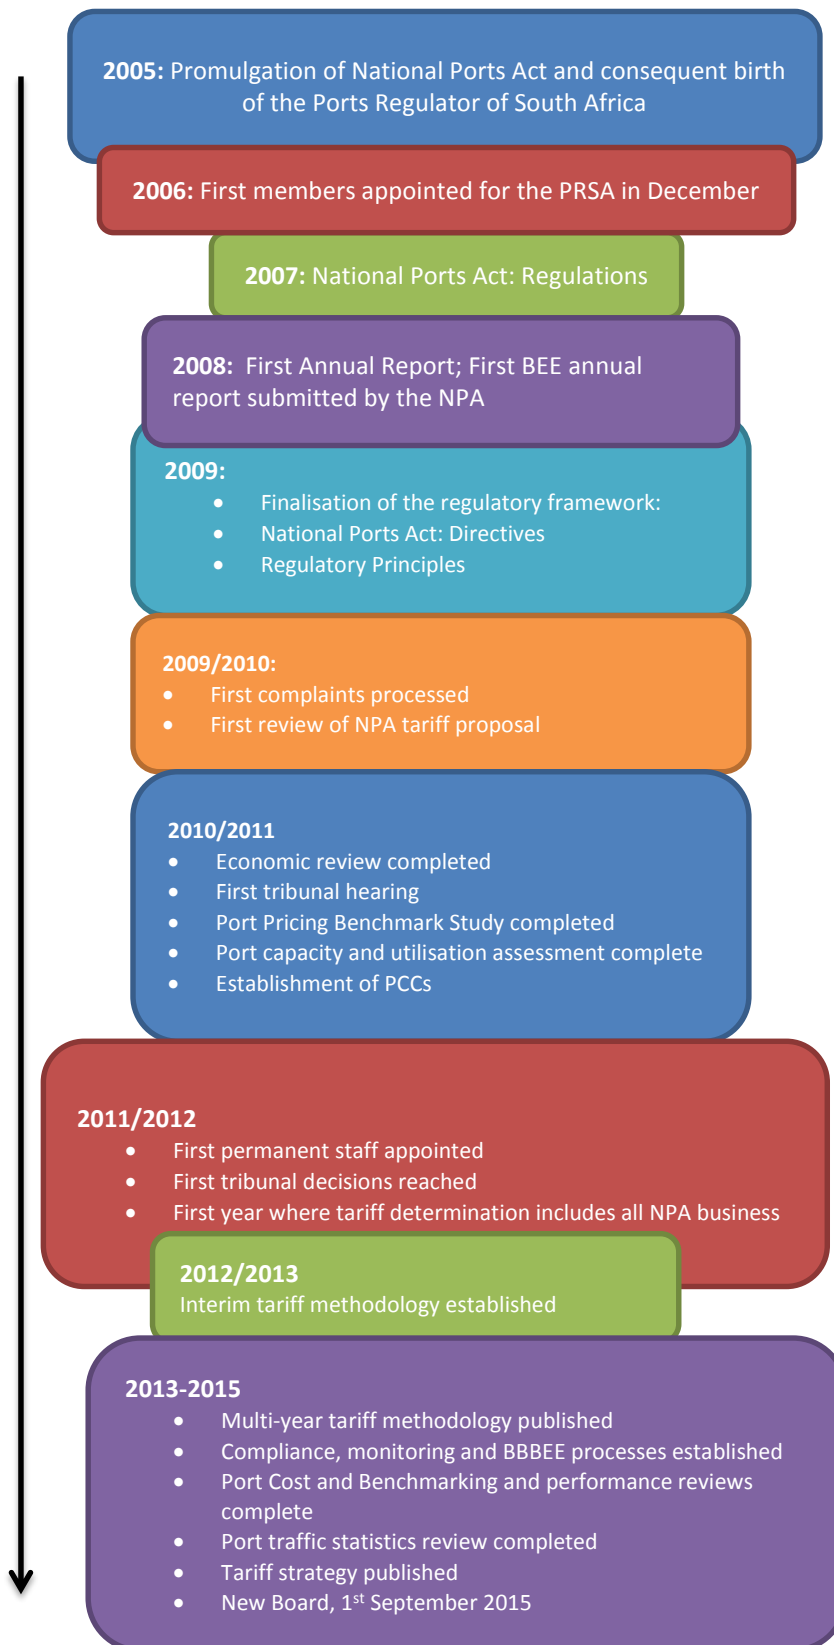 2005: Promulgation of National Ports Act and consequent birth
of the Ports Regulator of South Africa
2006: First members appointed for the PRSA in December
2007: National Ports Act: Regulations
2008:  First Annual Report; First BEE annual
report submitted by the NPA
2009:
• Finalisation of the regulatory framework:
• National Ports Act: Directives
• Regulatory Principles
2009/2010:
• First complaints processed
• First review of NPA tariff proposal
2010/2011
• Economic review completed
• First tribunal hearing
• Port Pricing Benchmark Study completed
• Port capacity and utilisation assessment complete
• Establishment of PCCs
2011/2012
• First permanent staff appointed
• First tribunal decisions reached
• First year where tariff determination includes all NPA business
2012/2013
Interim tariff methodology established
2013-2015
• Multi-year tariff methodology published
• Compliance, monitoring and BBBEE processes established
• Port Cost and Benchmarking and performance reviews
complete
• Port traffic statistics review completed
• Tariff strategy published
• New Board, 1st September 2015